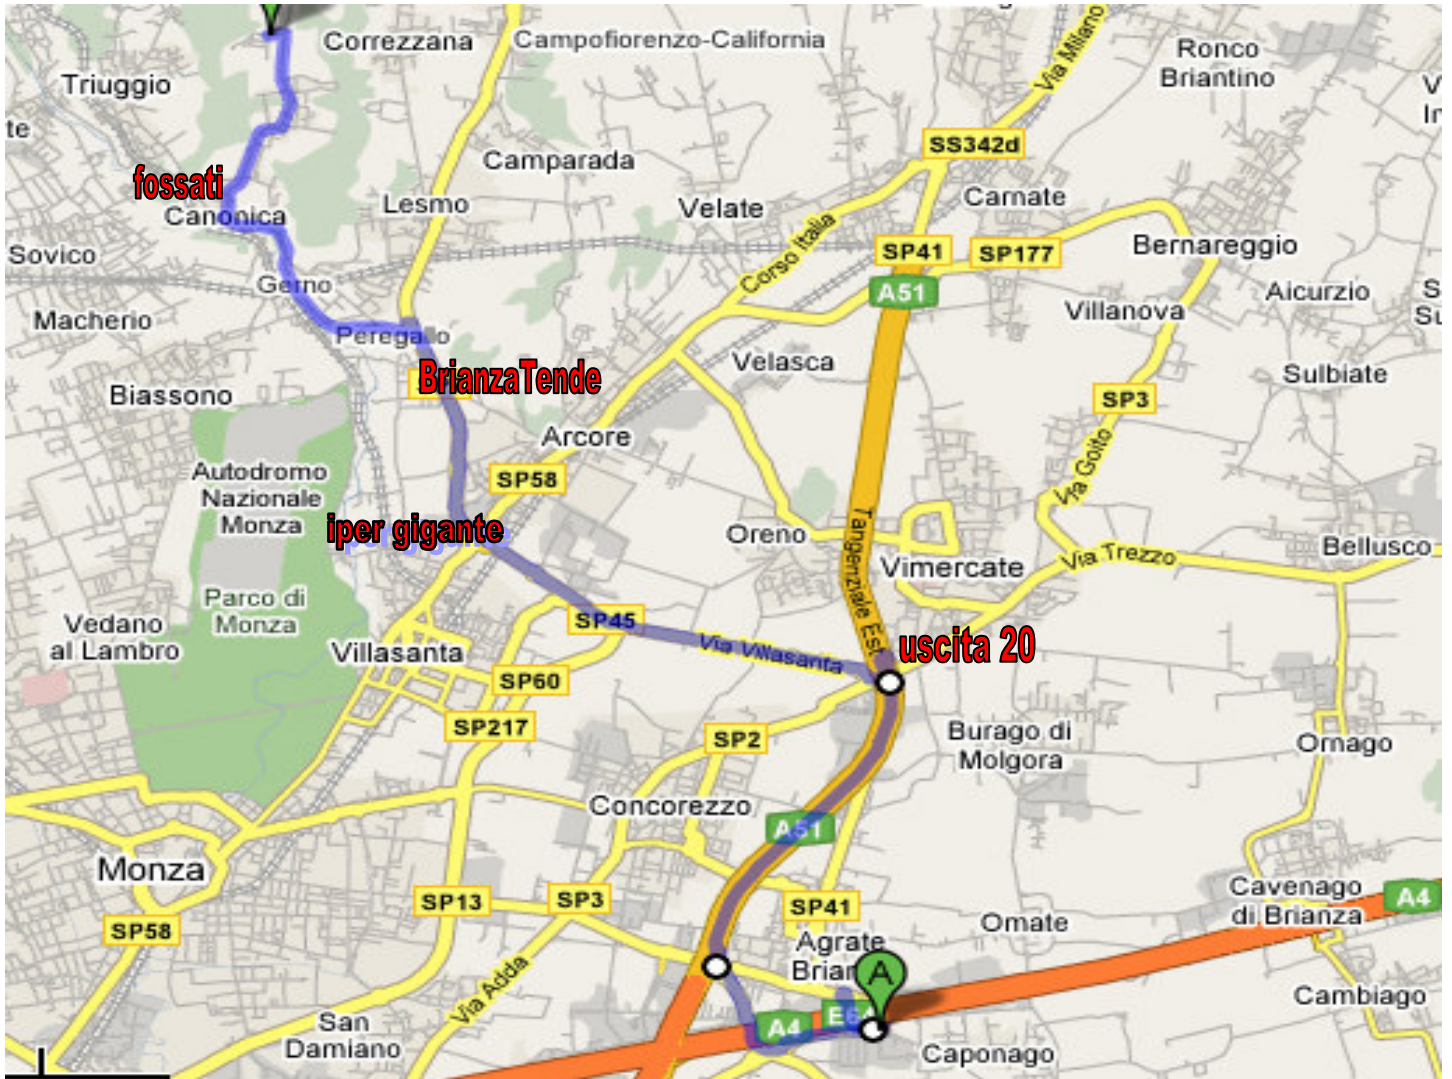 Correzzana
Campofiorenzo-California
Via Milano
Ronco
Briantino
Triuggio
te
SS342d
Camparada
fossati
Canonica
Lesmo
Velate
Carnate
Corso Italia
SP41
SP177
Bernareggio
Sovico
Gerno
A51
Aicurzio
Villanova
Macherio
Peregallo
Velasca
BrianzaTende
Sulbiate
Biassono
SP3
Arcore
Via Goito
Autodromo
Nazionale
Monza
SP58
iper gigante
Oreno
Tangenziale Est
Vimercate
Via Trezzo
Bellusco
Parco di
Monza
Vedano
al Lambro
SP45
Via Villasanta
uscita 20
Villasanta
SP60
SP217
SP2
Burago di
Molgora
Ornago
Concorezzo
A51
Monza
SP13
SP3
SP41
Cavenago
di Brianza
A4
SP58
Omate
Agrate
Brian
A
Via Adda
Cambiago
San
Damiano
A4
E64
Caponago